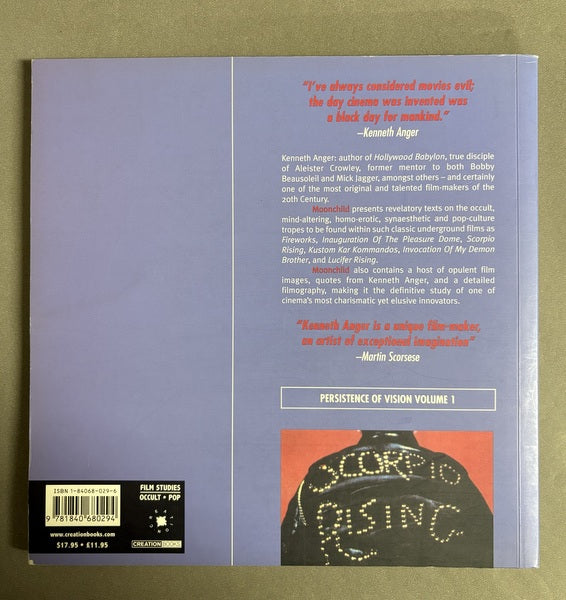 "I've always considered movies evil;
the day cinema was invented was
a black day for mankind."
–Kenneth Anger
Kenneth Anger: author of Hollywood Babylon, true disciple
of Aleister Crowley, former mentor to both Bobby
Beausoleil and Mick Jagger, amongst others – and certainly
one of the most original and talented film-makers of the
20th Century.
Moonchild presents revelatory texts on the occult,
mind-altering, homo-erotic, synaesthetic and pop-culture
tropes to be found within such classic underground films as
Fireworks, Inauguration Of The Pleasure Dome, Scorpio
Rising, Kustom Kar Kommandos, Invocation Of My Demon
Brother, and Lucifer Rising.
Moonchild also contains a host of opulent film
images, quotes from Kenneth Anger, and a detailed
filmography, making it the definitive study of one of
cinema's most charismatic yet elusive innovators.
"Kenneth Anger is a unique film-maker,
an artist of exceptional imagination"
–Martin Scorsese
PERSISTENCE OF VISION VOLUME 1
SCORPIO
RISING
ISBN 1-84068-029-6
9 781840 680294
www.creationbooks.com
$17.95 • £11.95
FILM STUDIES
OCCULT • POP
CREATION BOOKS